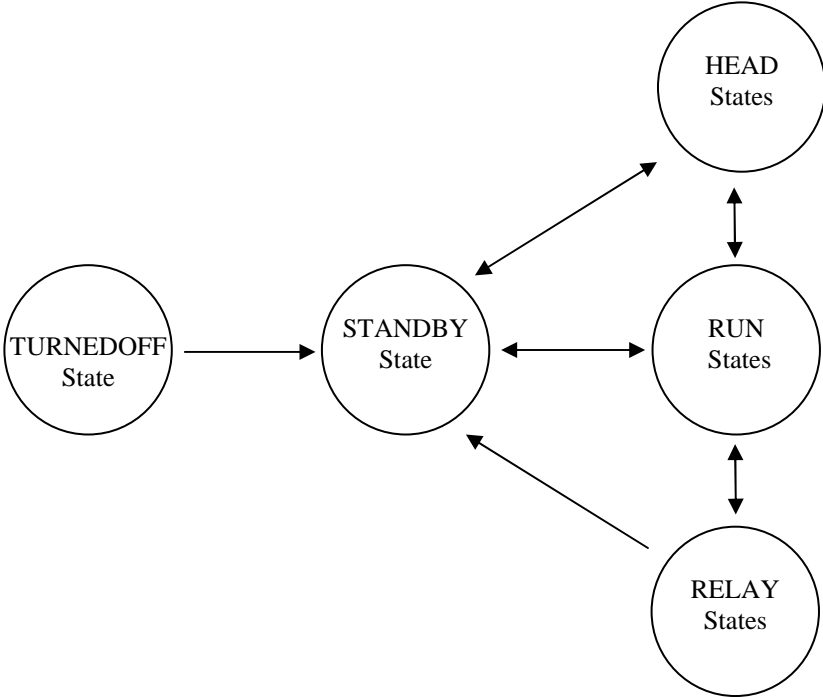 HEAD
States
TURNEDOFF
State
STANDBY
State
RUN
States
RELAY
States